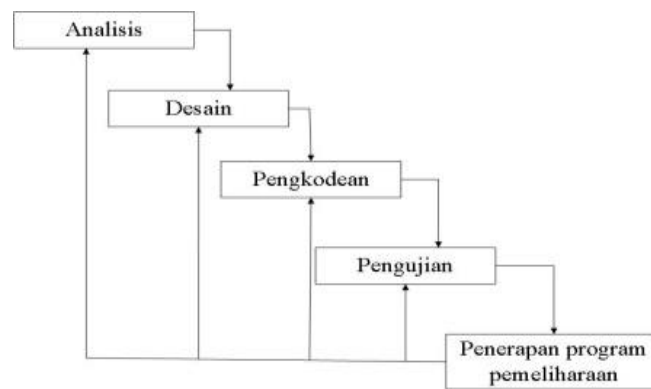 Analisis
Desain
Pengkodean
Pengujian
Penerapan program
pemeliharaan